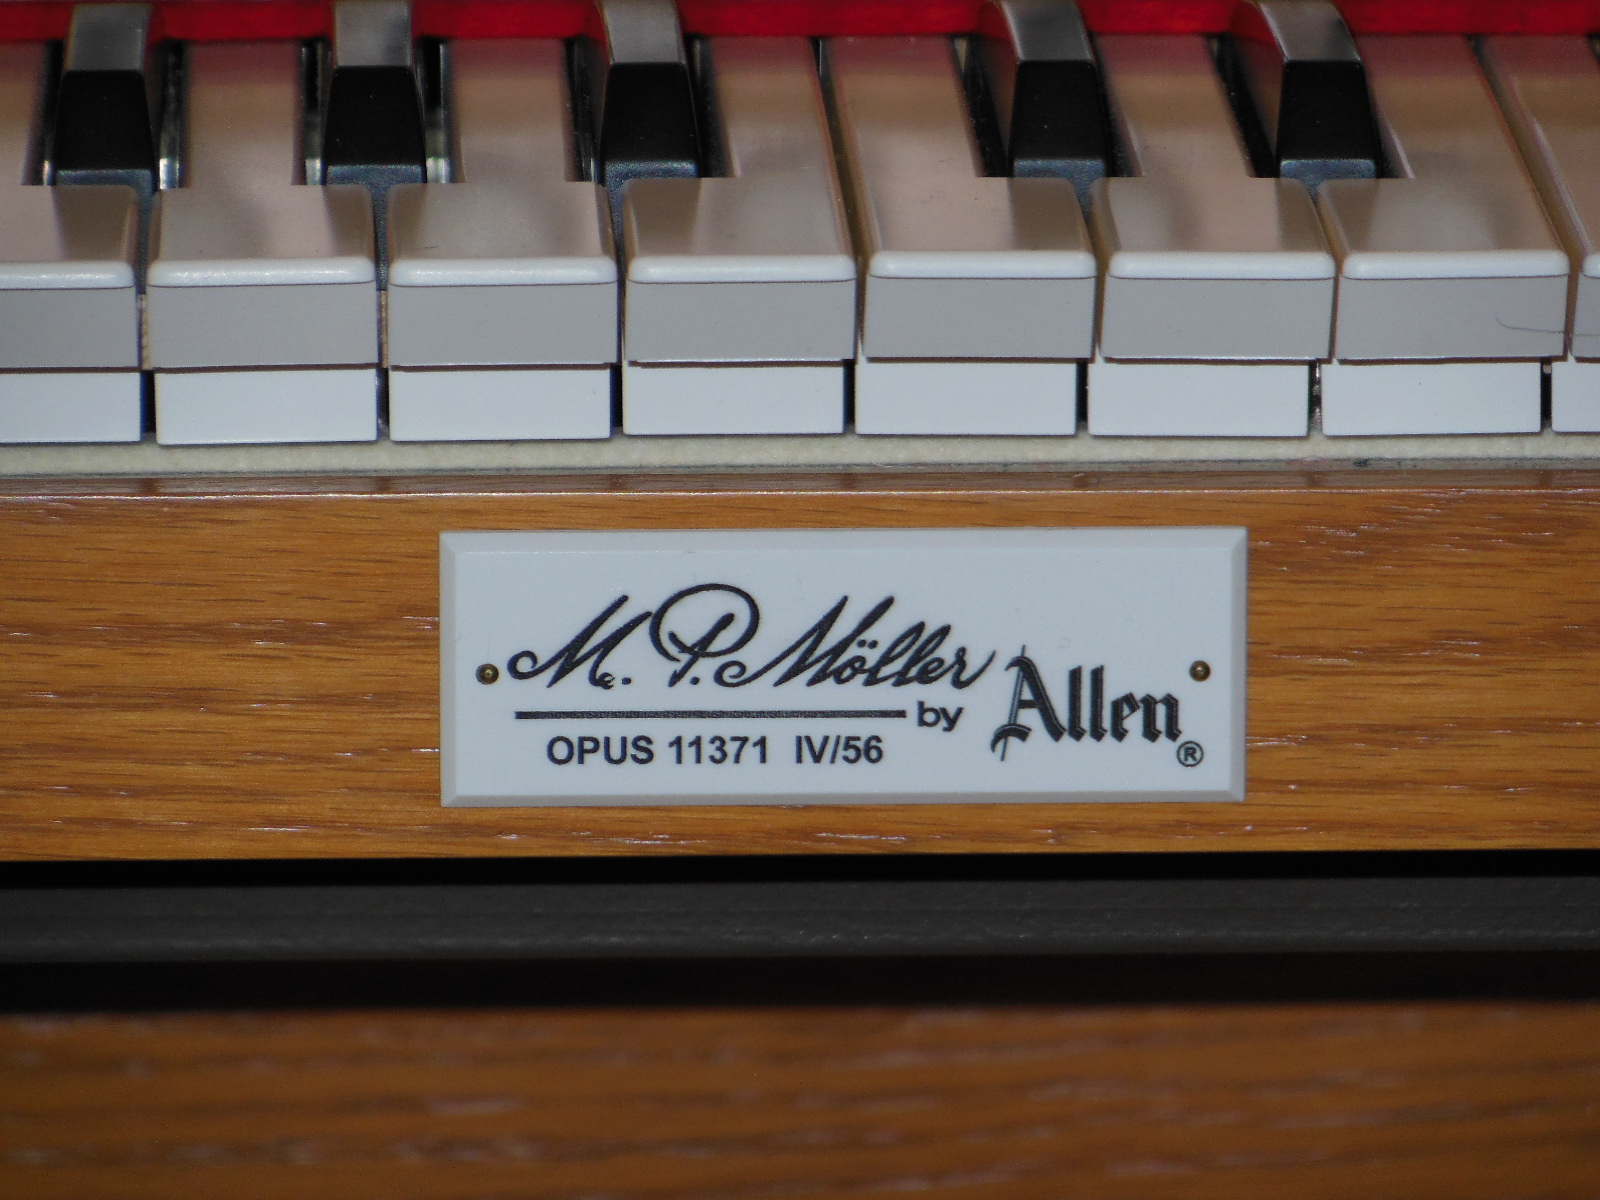 M. P. Möller
by Allen®
OPUS 11371 IV/56